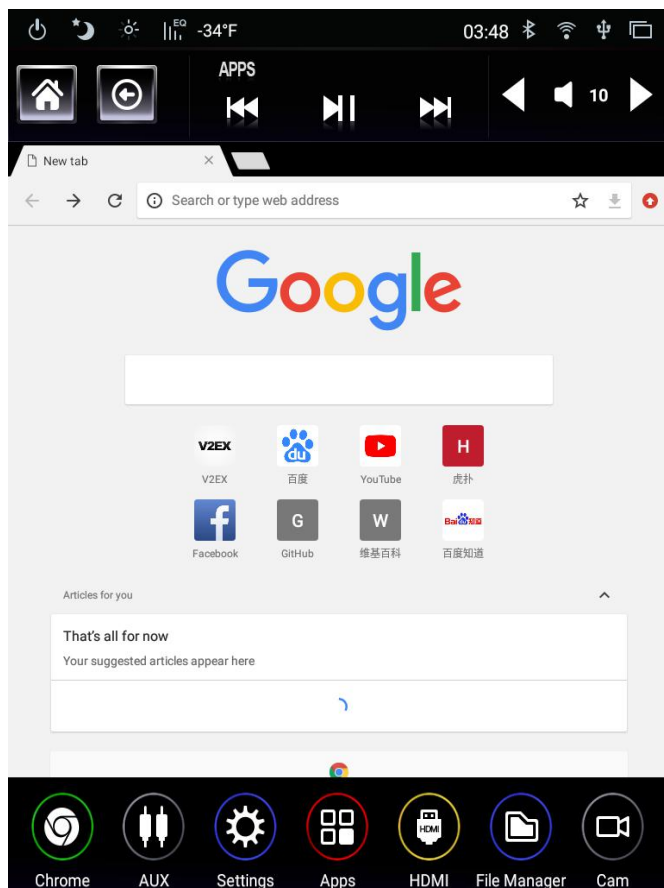 EQ -34°F 03:48
APPS
10
New tab
Search or type web address
Google
V2EX du H
V2EX 百度 YouTube 虎扑
f G W Bai知道
Facebook GitHub 维基百科 百度知道
Articles for you
That's all for now
Your suggested articles appear here
HDMI
Chrome AUX Settings Apps HDMI File Manager Cam